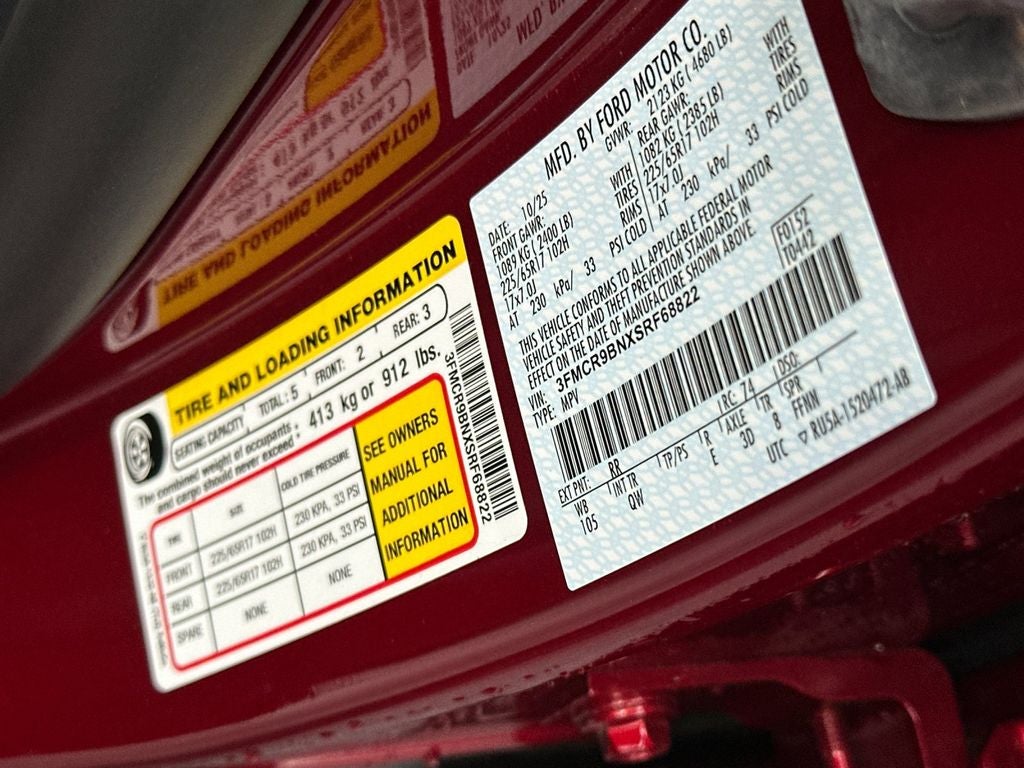 TIRE AND LOADING INFORMATION
SEATING CAPACITY TOTAL: 5 FRONT: 2 REAR: 3
The combined weight of occupants
and cargo should never exceed: 413 kg or 912 lbs.
TIRE SIZE COLD TIRE PRESSURE
FRONT 225/65R17 102H 230 KPA, 33 PSI
REAR 225/65R17 102H 230 KPA, 33 PSI
SPARE NONE NONE
SEE OWNERS
MANUAL FOR
ADDITIONAL
INFORMATION
3FMCR9BNXSRF68822
MFD. BY FORD MOTOR CO.
DATE: 10/25 GVWR: 2123 KG ( 4680 LB)
FRONT GAWR: REAR GAWR:
1089 KG ( 2400 LB) WITH 1082 KG ( 2385 LB) WITH
225/65R17 102H TIRES 225/65R17 102H TIRES
17x7.0J RIMS 17x7.0J RIMS
AT 230 kPa/ 33 PSI COLD AT 230 kPa/ 33 PSI COLD
THIS VEHICLE CONFORMS TO ALL APPLICABLE FEDERAL MOTOR
VEHICLE SAFETY AND THEFT PREVENTION STANDARDS IN
EFFECT ON THE DATE OF MANUFACTURE SHOWN ABOVE.
VIN: 3FMCR9BNXSRF68822 F0152
TYPE: MPV T0442
EXT PNT: RR RC: 74 DSO:
WB INT TR TP/PS R AXLE TR SPR
105 QW E 3D 8 FFNN
UTC ▽ RU5A-1520472-AB